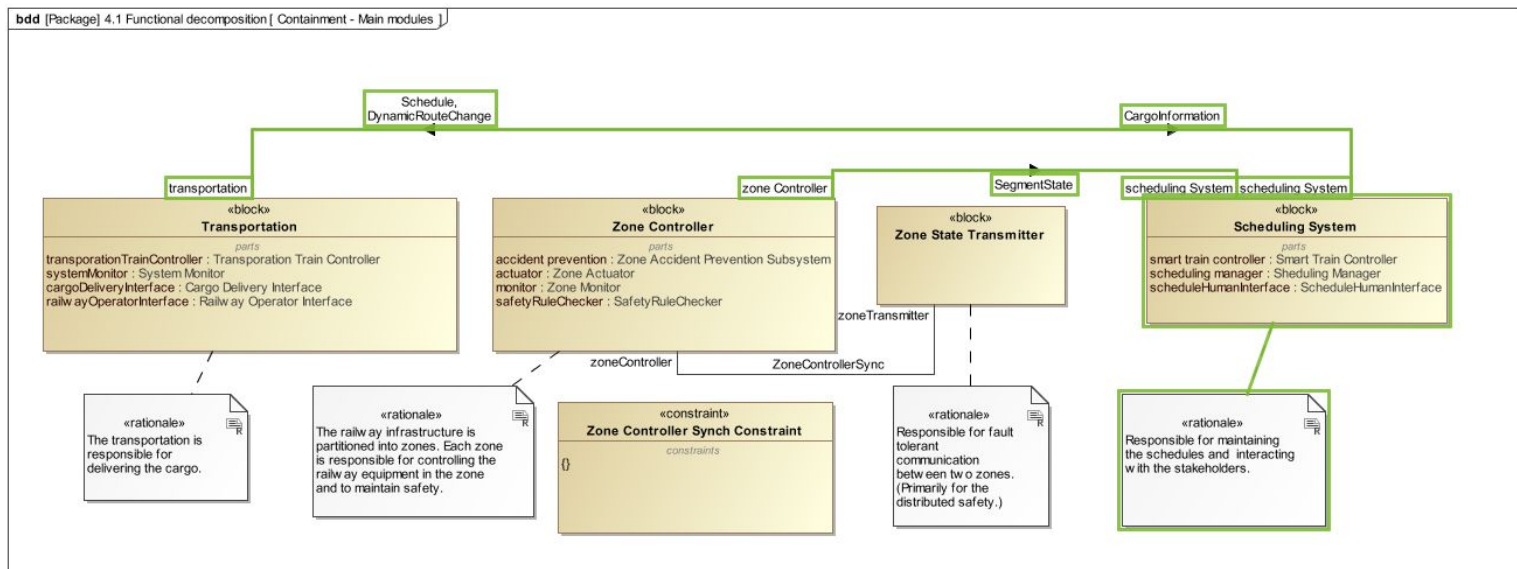 bdd [Package] 4.1 Functional decomposition [ Containment - Main modules ]
Schedule,
DynamicRouteChange
CargoInformation
transportation
zone Controller
SegmentState
scheduling System
scheduling System
«block»
Transportation
parts
transporationTrainController : Transporation Train Controller
systemMonitor : System Monitor
cargoDeliveryInterface : Cargo Delivery Interface
railwayOperatorInterface : Railway Operator Interface
«block»
Zone Controller
parts
accident prevention : Zone Accident Prevention Subsystem
actuator : Zone Actuator
monitor : Zone Monitor
safetyRuleChecker : SafetyRuleChecker
«block»
Zone State Transmitter
«block»
Scheduling System
parts
smart train controller : Smart Train Controller
scheduling manager : Sheduling Manager
scheduleHumanInterface : ScheduleHumanInterface
zoneTransmitter
zoneController
ZoneControllerSync
«rationale»
The transportation is
responsible for
delivering the cargo.
R
«rationale»
The railway infrastructure is
partitioned into zones. Each zone
is responsible for controlling the
railway equipment in the zone
and to maintain safety.
R
«constraint»
Zone Controller Synch Constraint
constraints
{}
«rationale»
Responsible for fault
tolerant
communication
between two zones.
(Primarily for the
distributed safety.)
R
«rationale»
Responsible for maintaining
the schedules and  interacting
with the stakeholders.
R